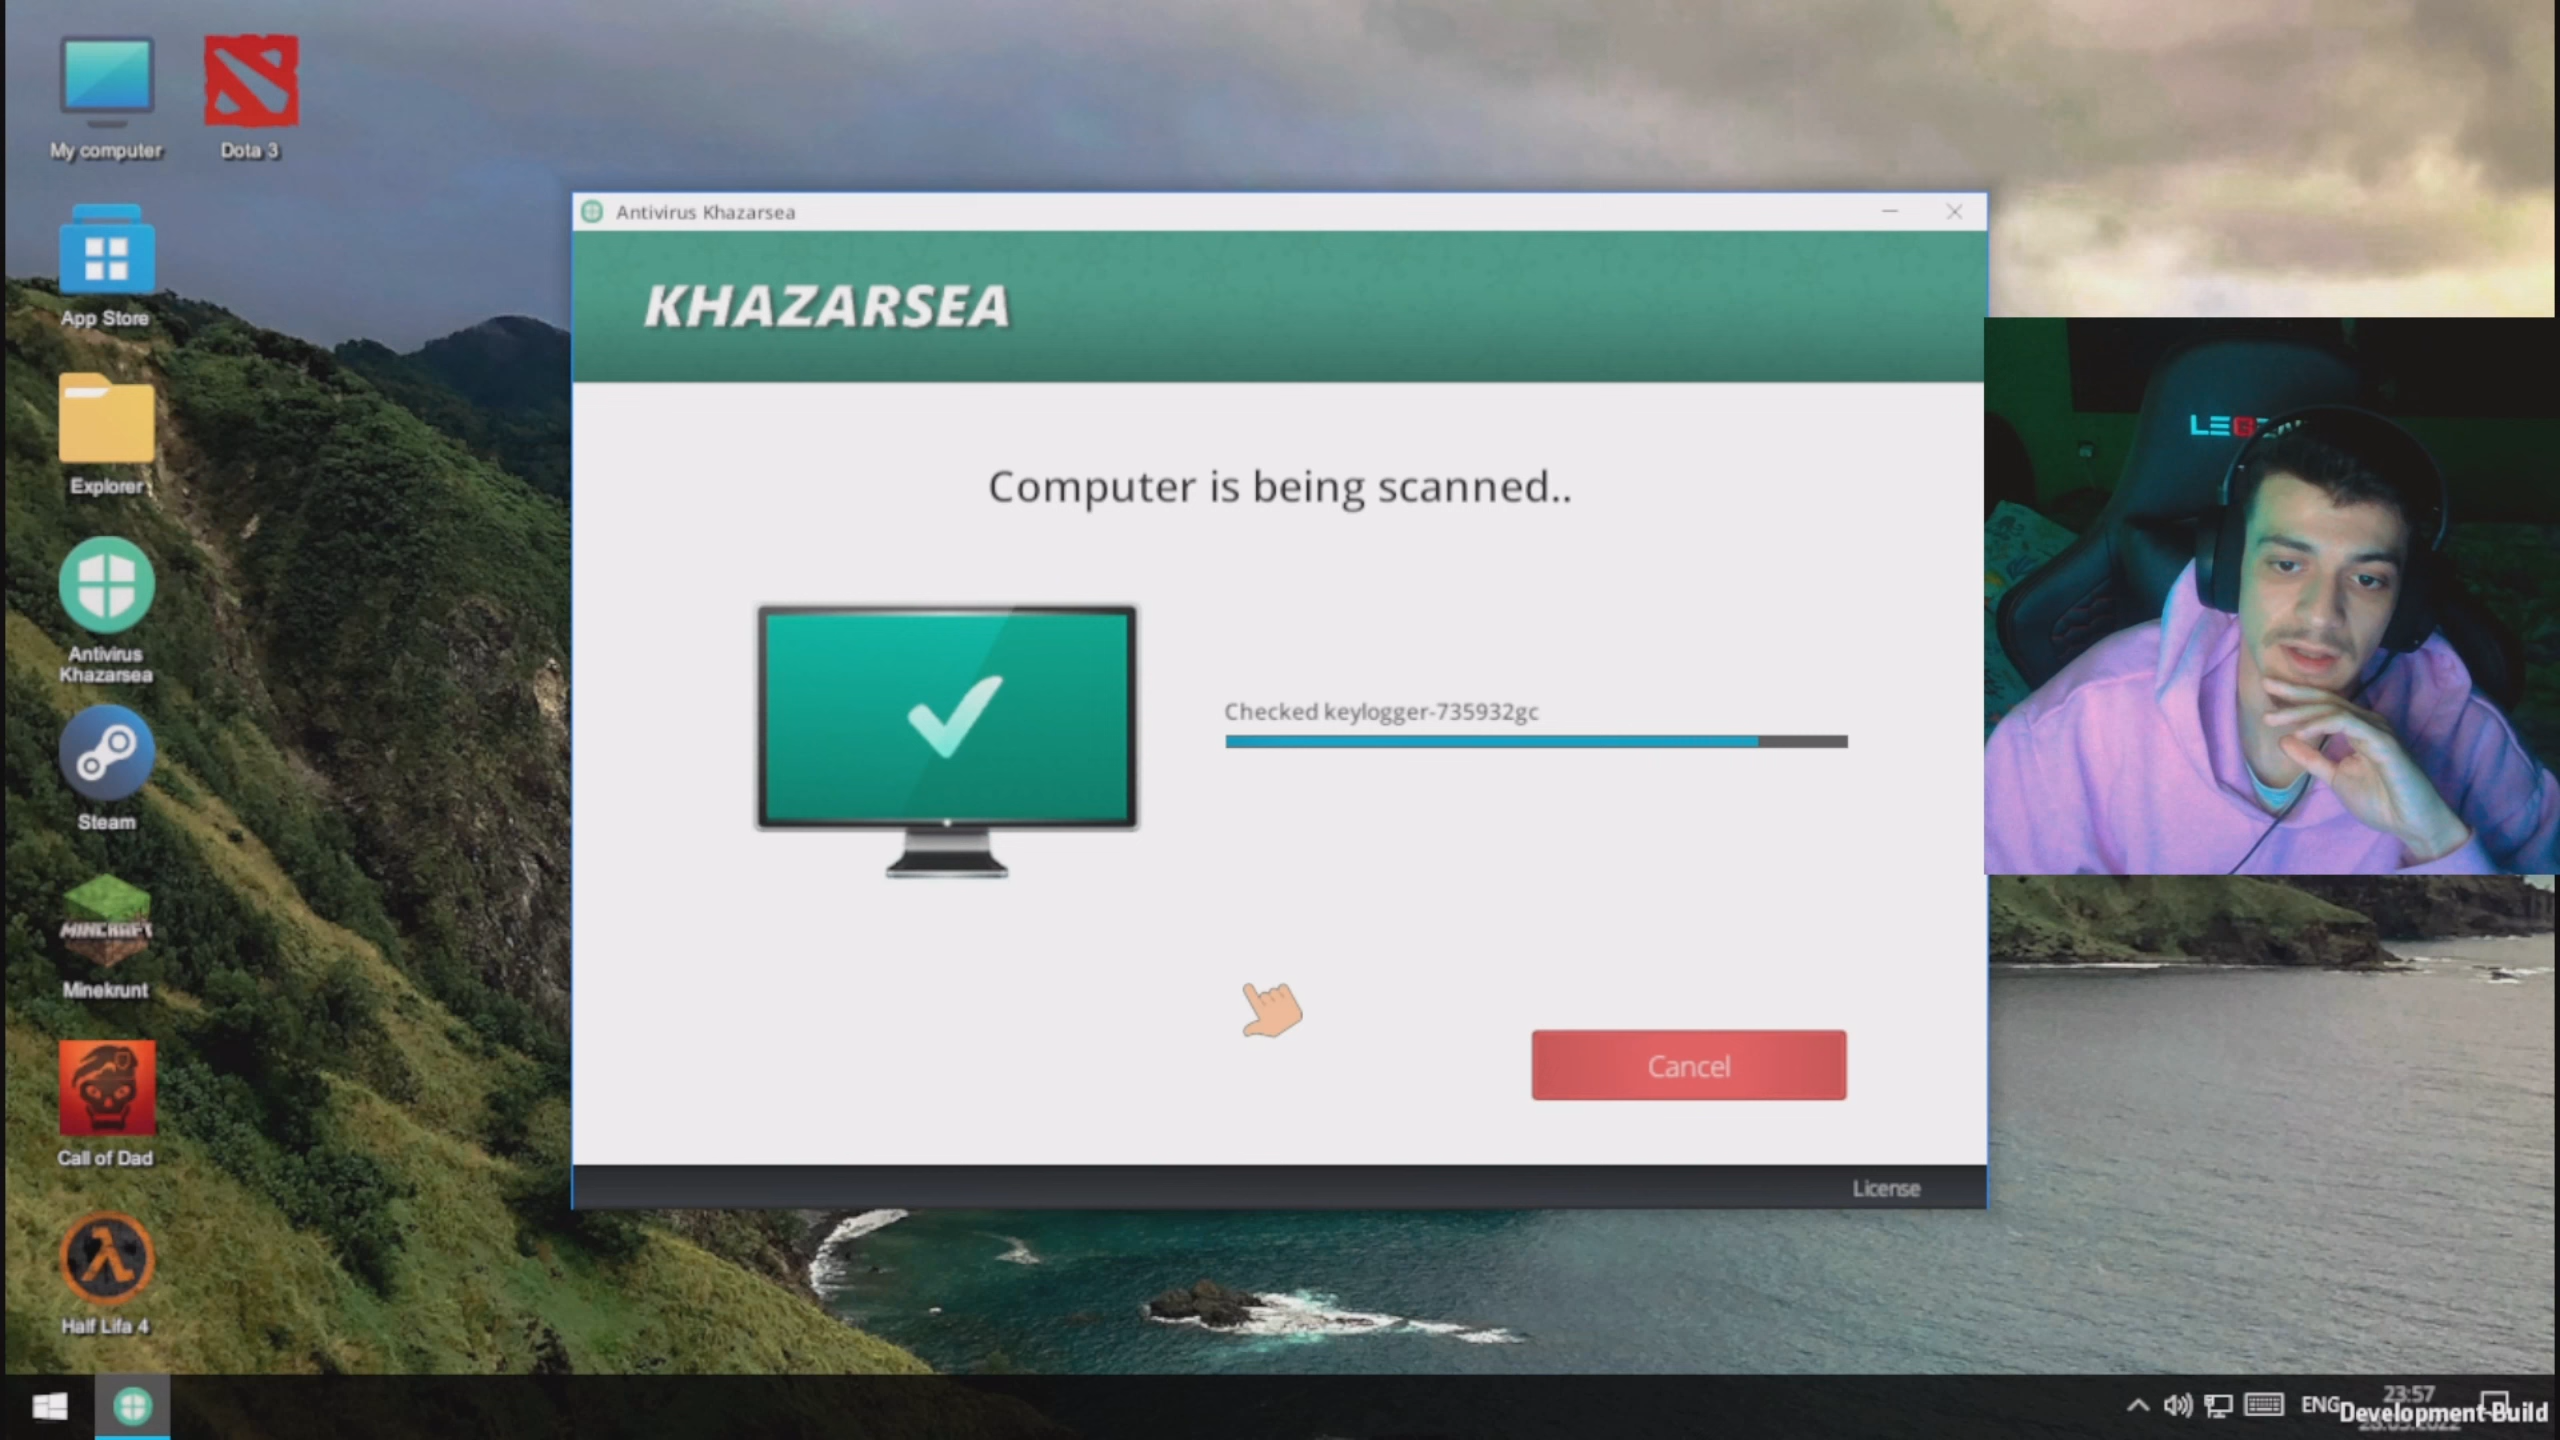 My computer
Dota 3
App Store
Explorer
Antivirus
Khazarsea
Steam
MINECRAFT
Minekrunt
Call of Dad
Half Lifa 4
Antivirus Khazarsea
KHAZARSEA
Computer is being scanned..
Checked keylogger-735932gc
Cancel
License
ENG
23:57
Development Build